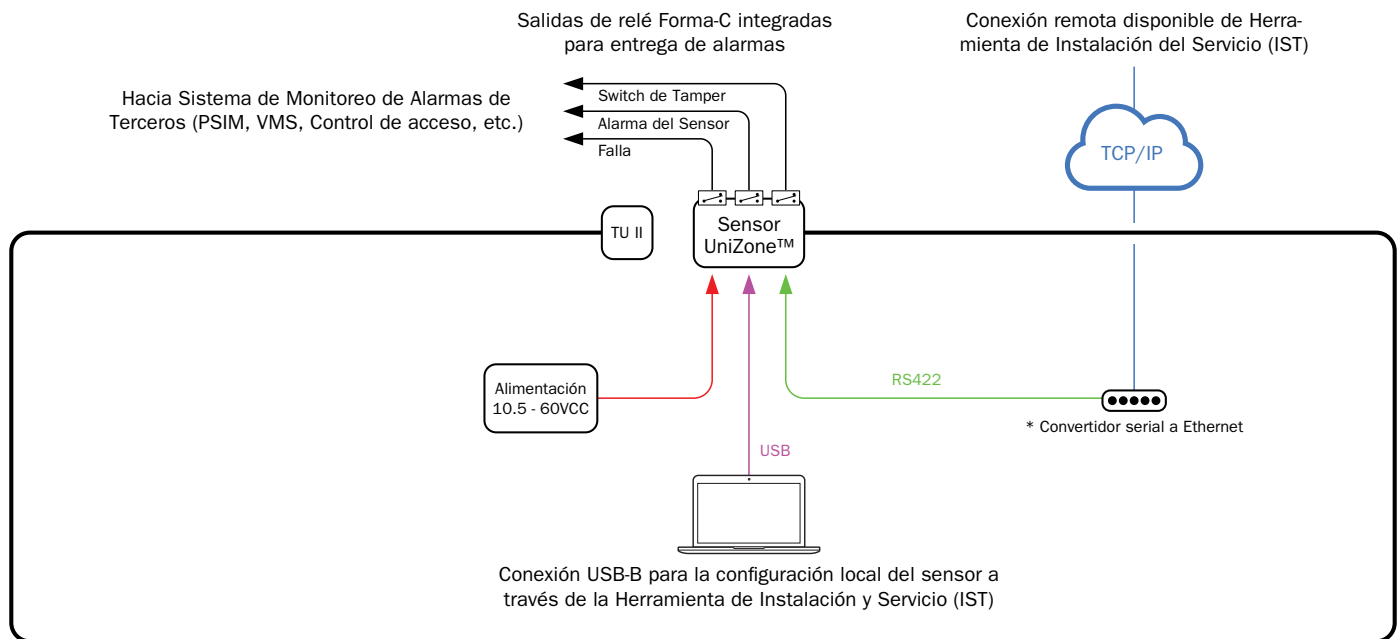 Salidas de relé Forma-C integradas
para entrega de alarmas
Conexión remota disponible de Herra-
mienta de Instalación del Servicio (IST)
Hacia Sistema de Monitoreo de Alarmas de
Terceros (PSIM, VMS, Control de acceso, etc.)
Switch de Tamper
Alarma del Sensor
Falla
TCP/IP
TU II
Sensor
UniZone™
Alimentación
10.5 - 60VCC
RS422
* Convertidor serial a Ethernet
USB
Conexión USB-B para la configuración local del sensor a
través de la Herramienta de Instalación y Servicio (IST)